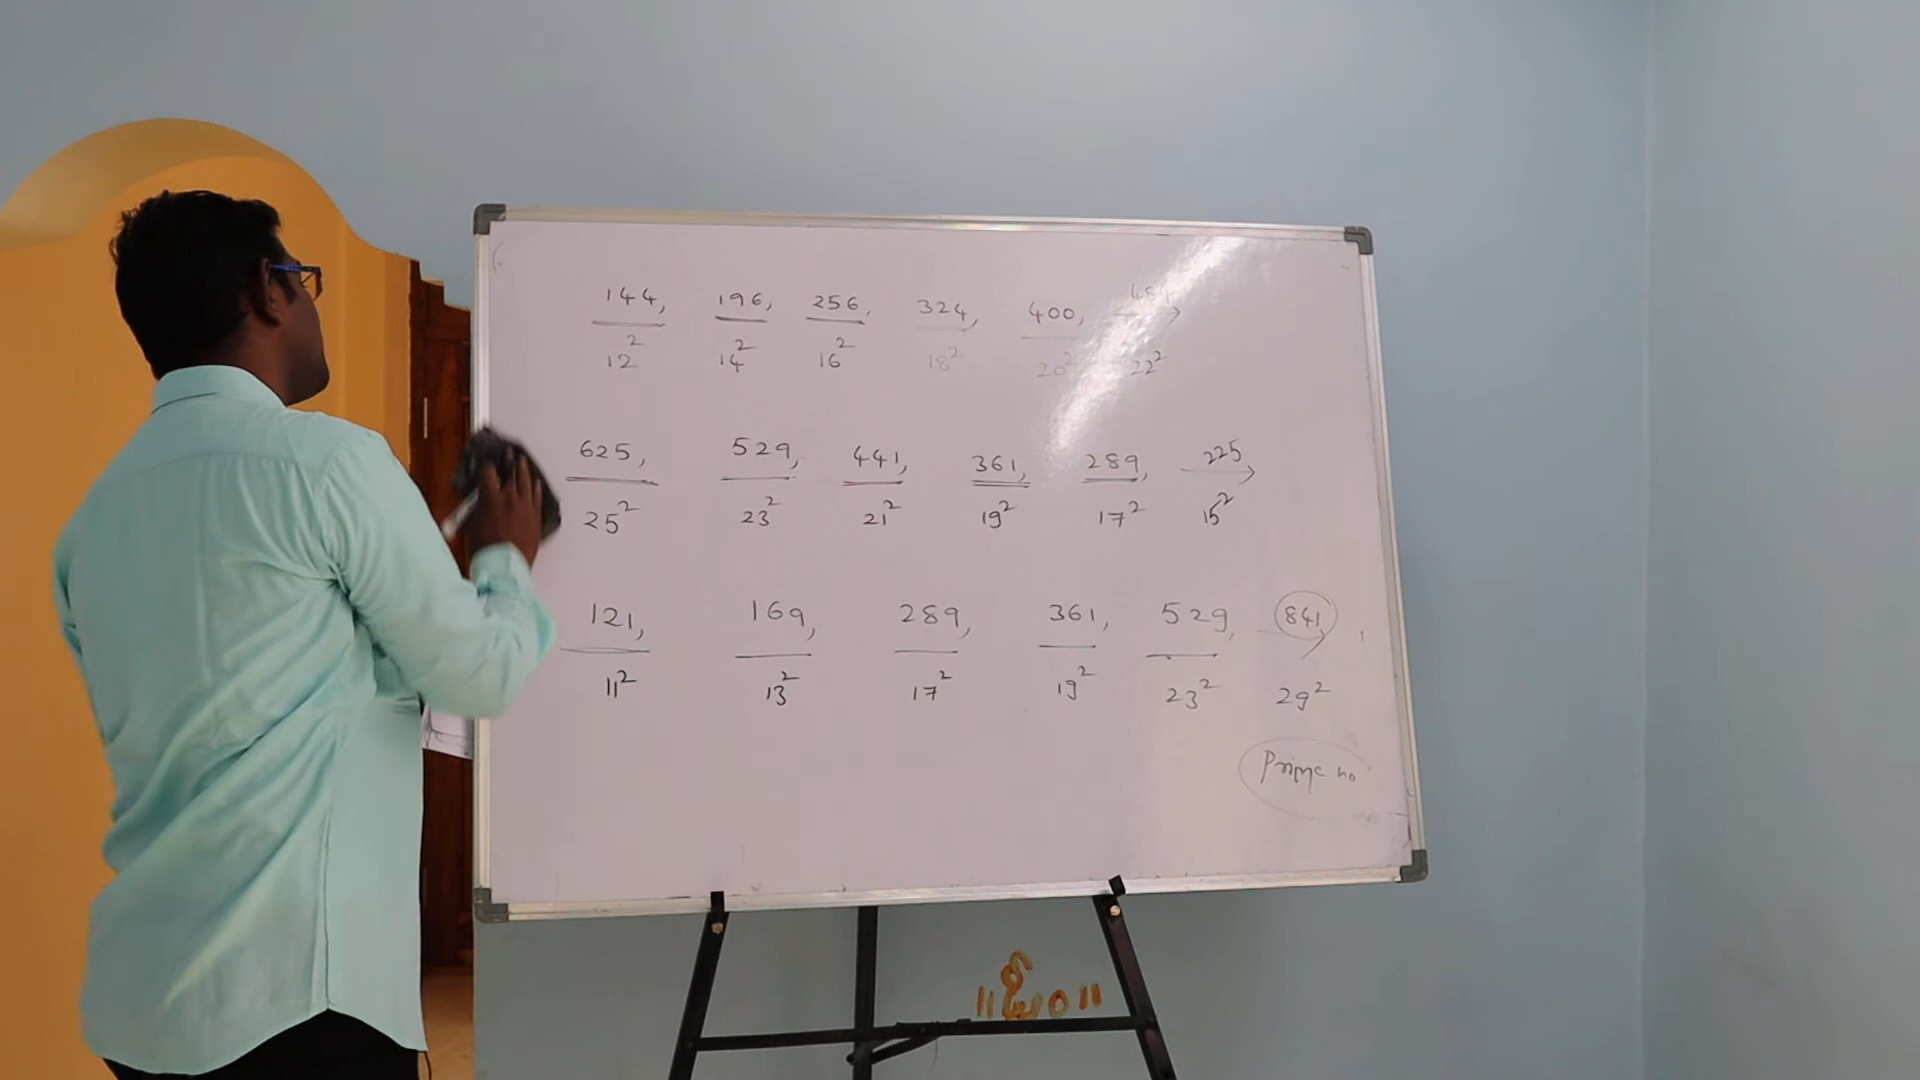 144, 196, 256, 324, 400, 484
12² 14² 16² 18² 20² 22²
625, 529, 441, 361, 289, 225
25² 23² 21² 19² 17² 15²
121, 169, 289, 361, 529, 841
11² 13² 17² 19² 23² 29²
Prime no